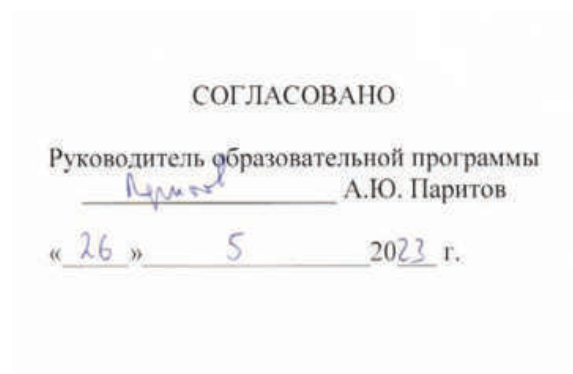 СОГЛАСОВАНО
Руководитель образовательной программы
А.Ю. Паритов
« 26 » 5 2023 г.